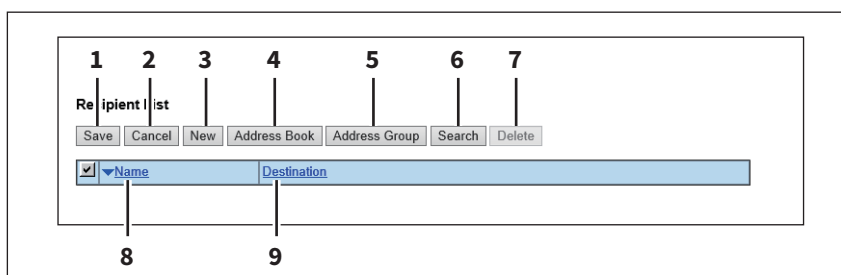 1 2 3 4 5 6 7
Recipient List
Save Cancel New Address Book Address Group Search Delete
Name Destination
8 9